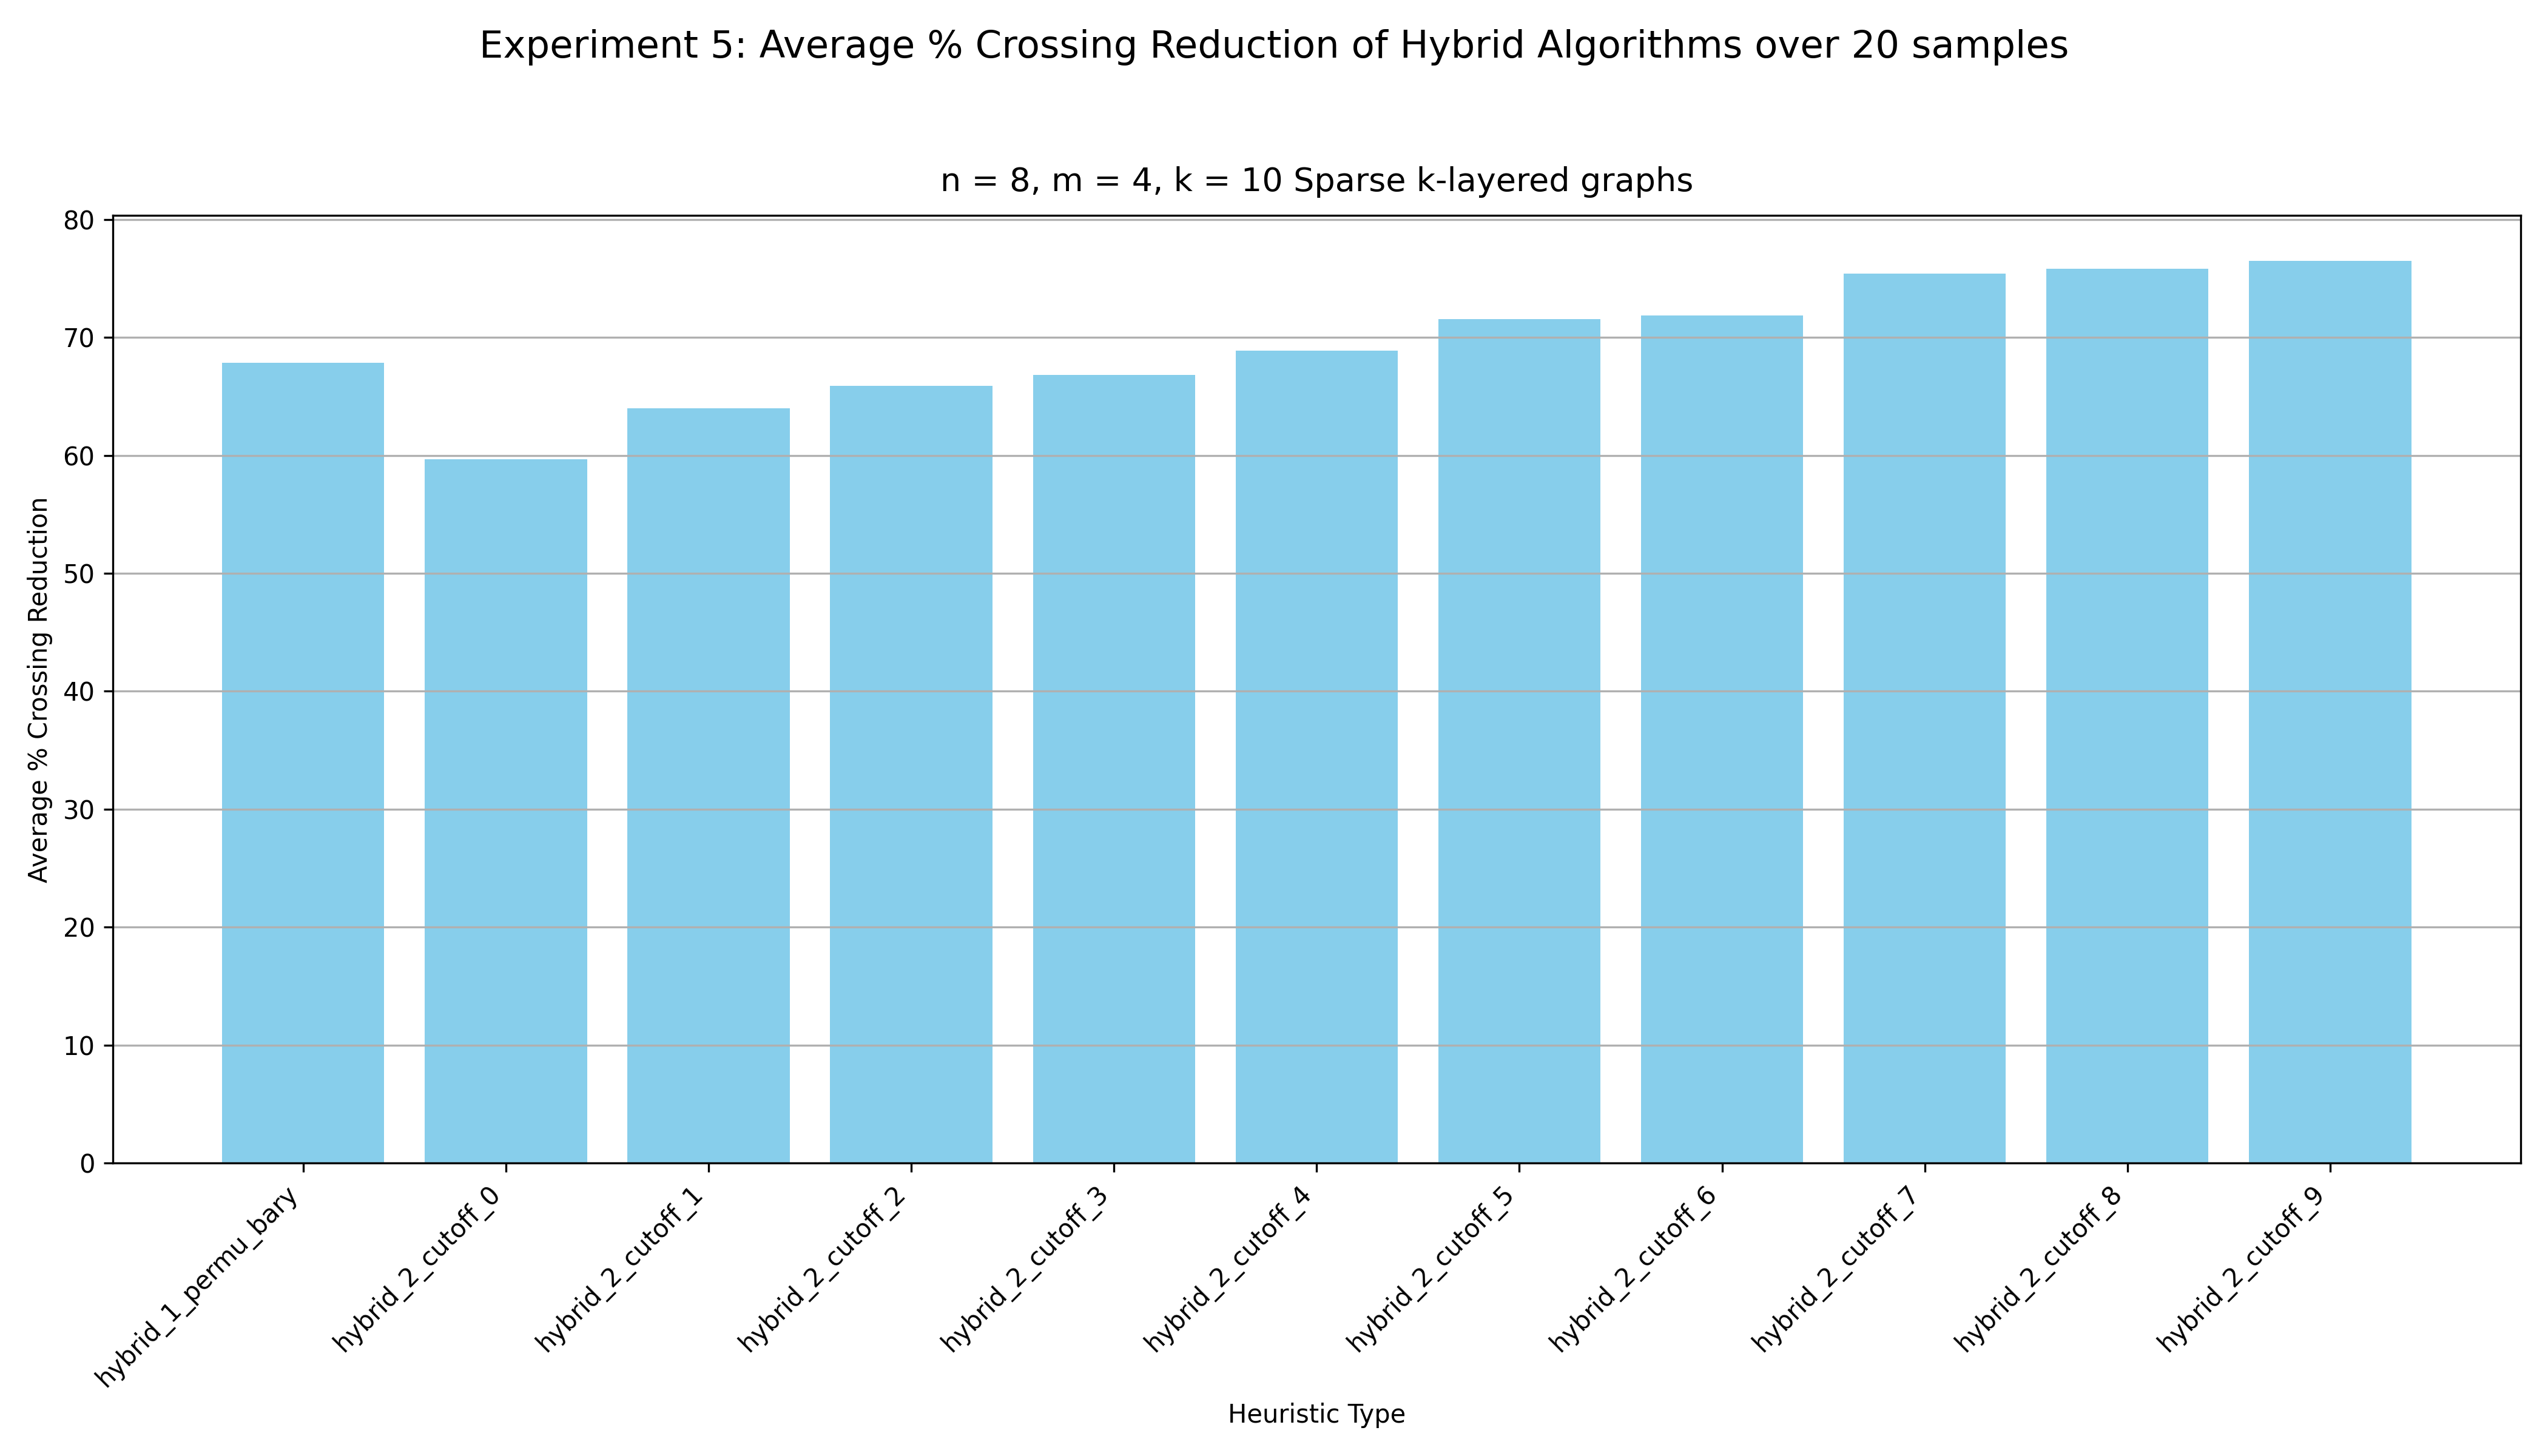 Experiment 5: Average % Crossing Reduction of Hybrid Algorithms over 20 samples
n = 8, m = 4, k = 10 Sparse k-layered graphs
Average % Crossing Reduction
80
70
60
50
40
30
20
10
0
hybrid_1_permu_bary
hybrid_2_cutoff_0
hybrid_2_cutoff_1
hybrid_2_cutoff_2
hybrid_2_cutoff_3
hybrid_2_cutoff_4
hybrid_2_cutoff_5
hybrid_2_cutoff_6
hybrid_2_cutoff_7
hybrid_2_cutoff_8
hybrid_2_cutoff_9
Heuristic Type